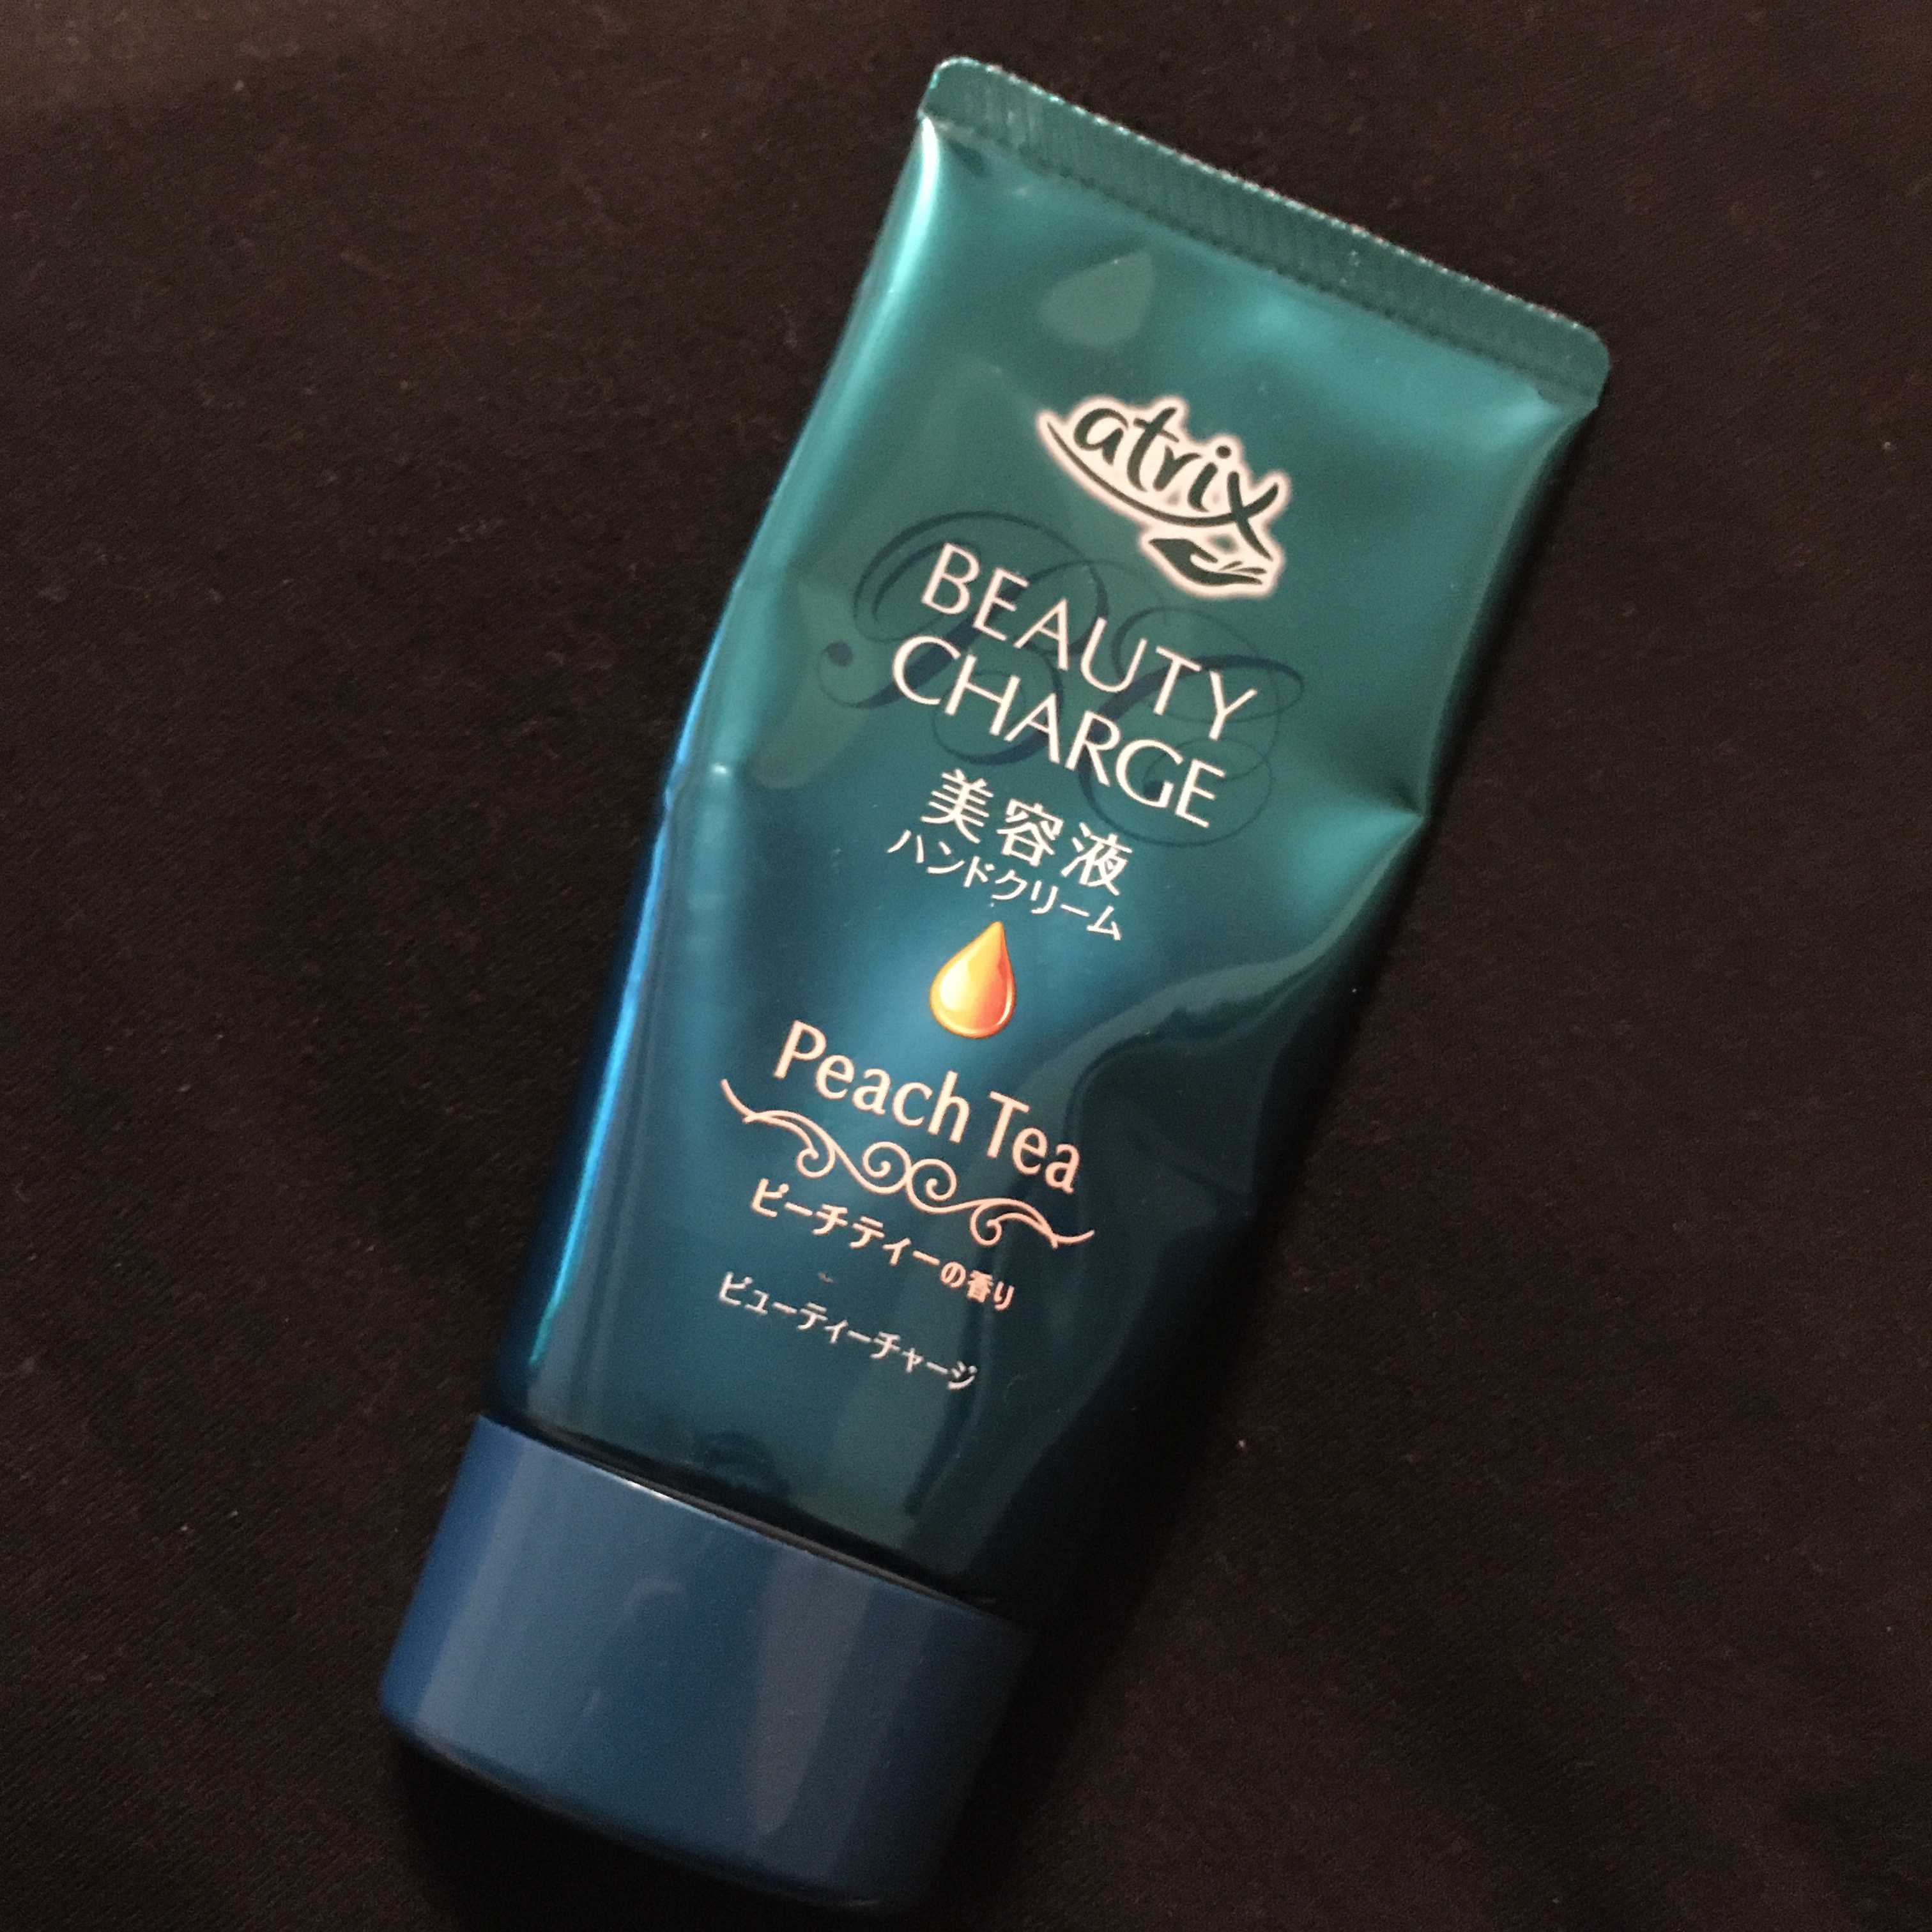 atrix
BEAUTY
CHARGE
美容液
ハンドクリーム
Peach Tea
ピーチティーの香り
ビューティーチャージ